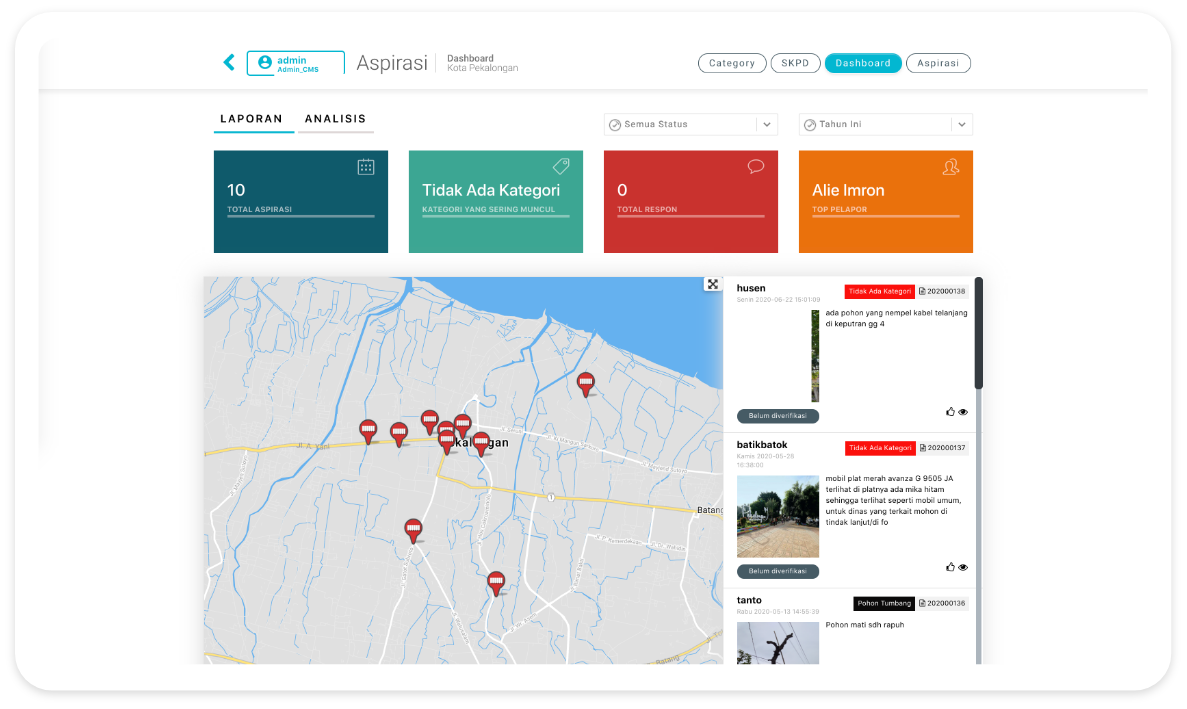 admin
Admin_CMS
Aspirasi
Dashboard
Kota Pekalongan
Category
SKPD
Dashboard
Aspirasi
LAPORAN
ANALISIS
Semua Status
Tahun Ini
10
TOTAL ASPIRASI
Tidak Ada Kategori
KATEGORI YANG SERING MUNCUL
0
TOTAL RESPON
Alie Imron
TOP PELAPOR
Jl. A. Yani
1
Batang
husen
Tidak Ada Kategori
202000138
Senin 2020-06-22 16:01:09
ada pohon yang nempel kabel telanjang
di keputran gg 4
Belum diverifikasi
batikbatok
Tidak Ada Kategori
202000137
Kamis 2020-05-28
16:38:00
mobil plat merah avanza G 9505 JA
terlihat di platnya ada mika hitam
sehingga terlihat seperti mobil umum,
untuk dinas yang terkait mohon di
tindak lanjut/di fo
Belum diverifikasi
tanto
Pohon Tumbang
202000136
Rabu 2020-05-13 14:55:39
Pohon mati sdh rapuh